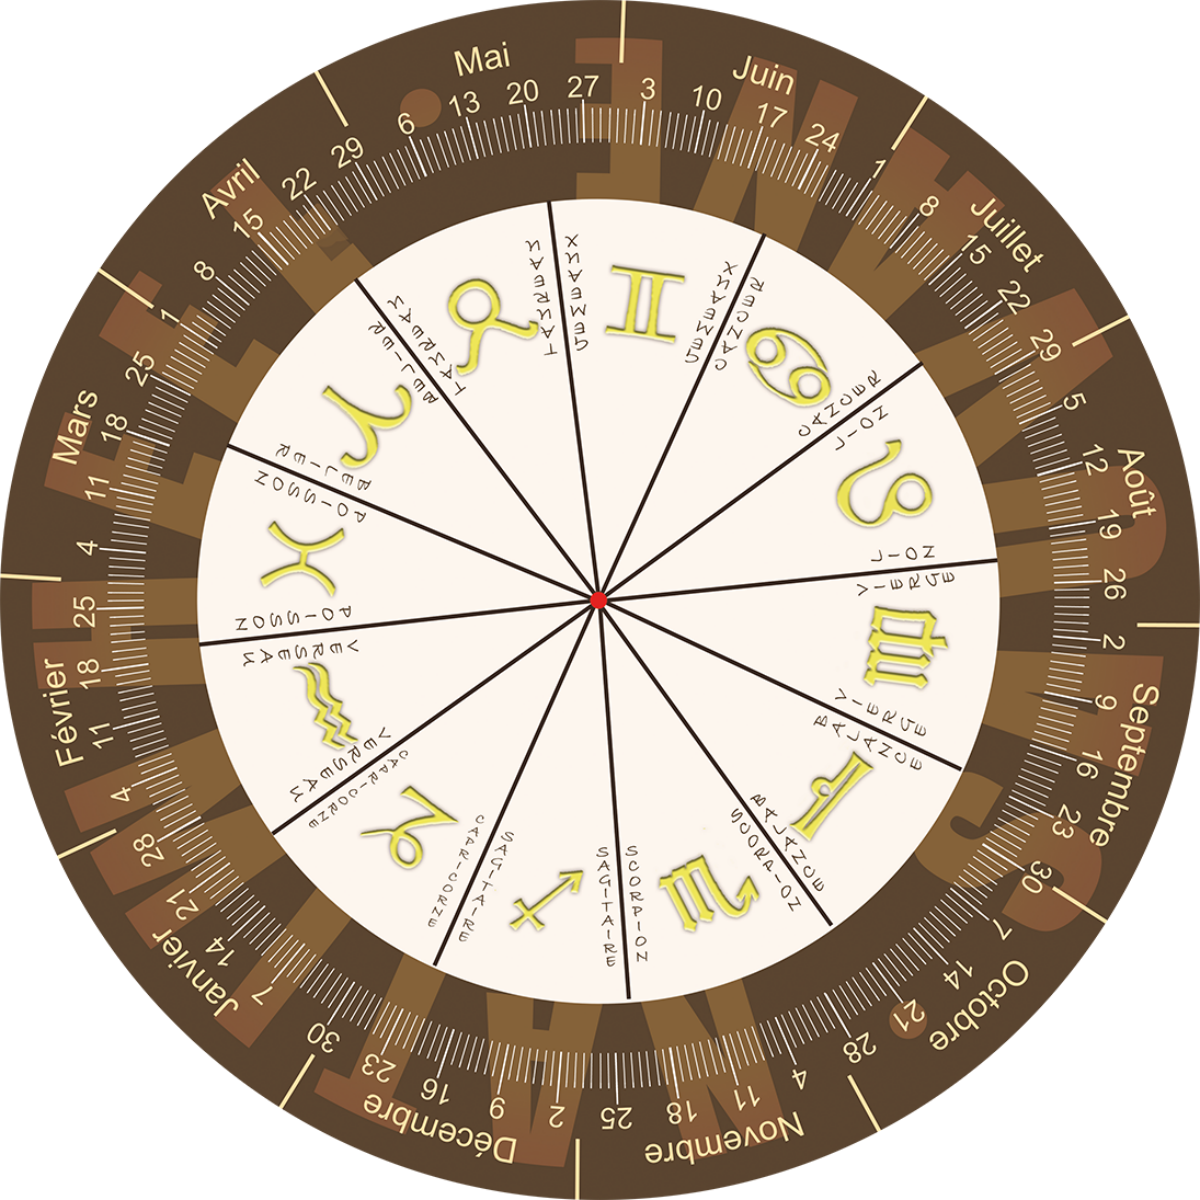 Janvier
7 14 21 28
Février
4 11 18 25
Mars
4 11 18 25
Avril
1 8 15 22 29
Mai
6 13 20 27
Juin
3 10 17 24
Juillet
1 8 15 22 29
Août
5 12 19 26
Septembre
2 9 16 23 30
Octobre
7 14 21 28
Novembre
4 11 18 25
Décembre
2 9 16 23 30
CAPRICORNE
CAPRICORNE
VERSEAU
VERSEAU
POISSON
POISSON
BELIER
BELIER
TAUREAU
TAUREAU
GEMEAUX
GEMEAUX
CANCER
CANCER
LION
LION
VIERGE
VIERGE
BALANCE
BALANCE
SCORPION
SCORPION
SAGITAIRE
SAGITAIRE